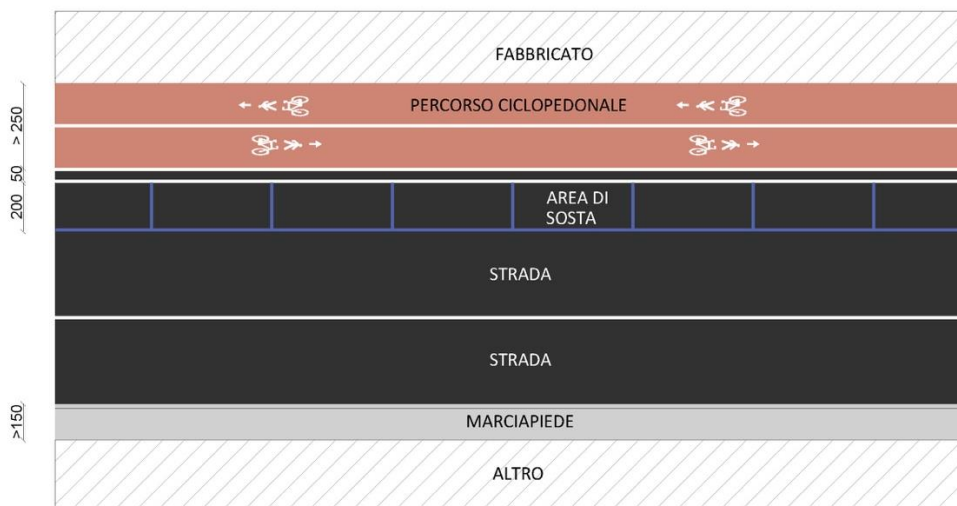 FABBRICATO
> 250
PERCORSO CICLOPEDONALE
50
200
AREA DI
SOSTA
STRADA
STRADA
>150
MARCIAPIEDE
ALTRO